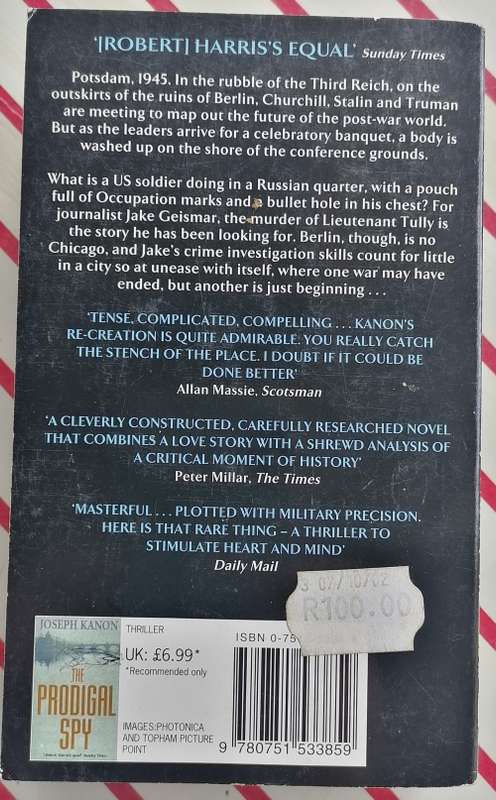 ‘[ROBERT] HARRIS’S EQUAL’ Sunday Times
Potsdam, 1945. In the rubble of the Third Reich, on the
outskirts of the ruins of Berlin, Churchill, Stalin and Truman
are meeting to map out the future of the post-war world.
But as the leaders arrive for a celebratory banquet, a body is
washed up on the shore of the conference grounds.
What is a US soldier doing in a Russian quarter, with a pouch
full of Occupation marks and a bullet hole in his chest? For
journalist Jake Geismar, the murder of Lieutenant Tully is
the story he has been looking for. Berlin, though, is no
Chicago, and Jake’s crime investigation skills count for little
in a city so at unease with itself, where one war may have
ended, but another is just beginning . . .
‘TENSE, COMPLICATED, COMPELLING . . . KANON’S
RE-CREATION IS QUITE ADMIRABLE. YOU REALLY CATCH
THE STENCH OF THE PLACE. I DOUBT IF IT COULD BE
DONE BETTER’
Allan Massie, Scotsman
‘A CLEVERLY CONSTRUCTED, CAREFULLY RESEARCHED NOVEL
THAT COMBINES A LOVE STORY WITH A SHREWD ANALYSIS OF
A CRITICAL MOMENT OF HISTORY’
Peter Millar, The Times
‘MASTERFUL . . . PLOTTED WITH MILITARY PRECISION.
HERE IS THAT RARE THING – A THRILLER TO
STIMULATE HEART AND MIND’
Daily Mail
3 07/10/02
R100.00
JOSEPH KANON
THE
PRODIGAL
SPY
THRILLER
UK: £6.99*
*Recommended only
IMAGES:PHOTONICA
AND TOPHAM PICTURE
POINT
ISBN 0-75
9 780751 533859